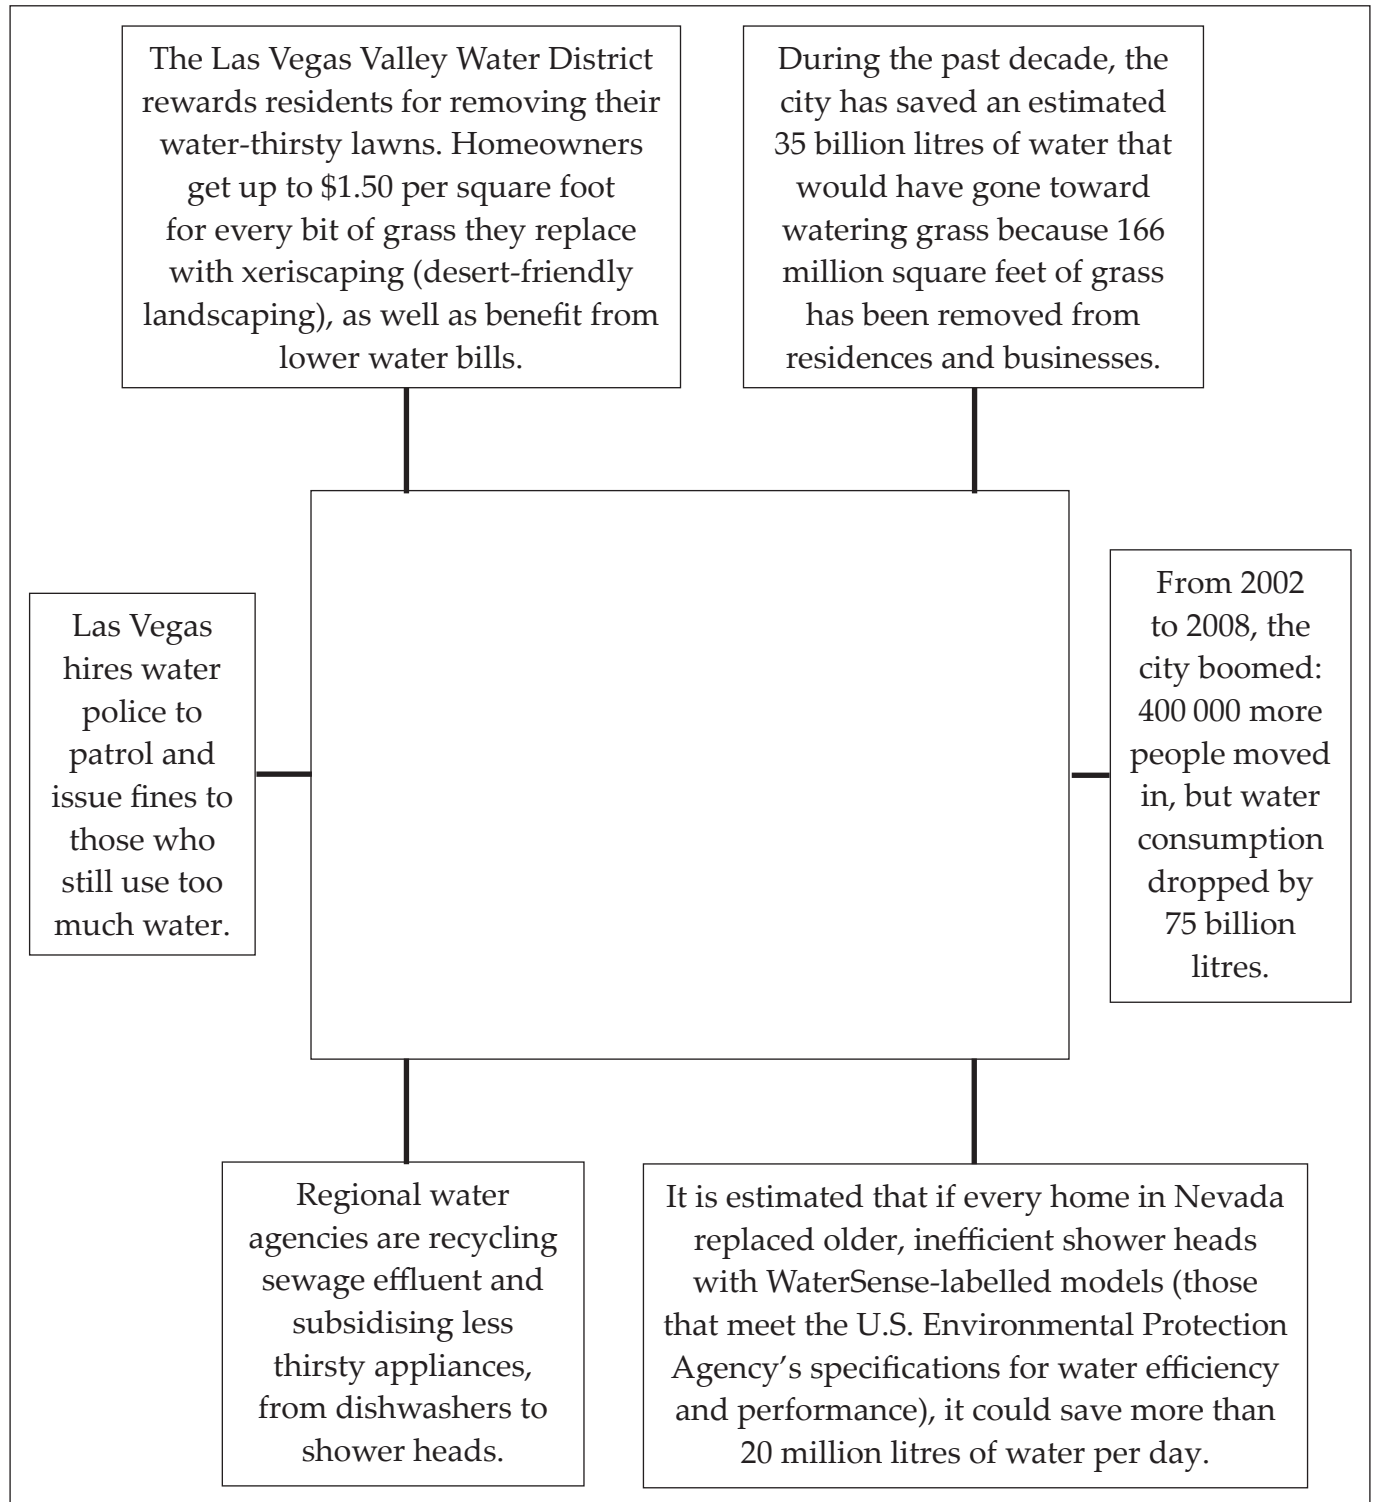 The Las Vegas Valley Water District
rewards residents for removing their
water-thirsty lawns. Homeowners
get up to $1.50 per square foot
for every bit of grass they replace
with xeriscaping (desert-friendly
landscaping), as well as benefit from
lower water bills.
During the past decade, the
city has saved an estimated
35 billion litres of water that
would have gone toward
watering grass because 166
million square feet of grass
has been removed from
residences and businesses.
Las Vegas
hires water
police to
patrol and
issue fines to
those who
still use too
much water.
From 2002
to 2008, the
city boomed:
400 000 more
people moved
in, but water
consumption
dropped by
75 billion
litres.
Regional water
agencies are recycling
sewage effluent and
subsidising less
thirsty appliances,
from dishwashers to
shower heads.
It is estimated that if every home in Nevada
replaced older, inefficient shower heads
with WaterSense-labelled models (those
that meet the U.S. Environmental Protection
Agency’s specifications for water efficiency
and performance), it could save more than
20 million litres of water per day.